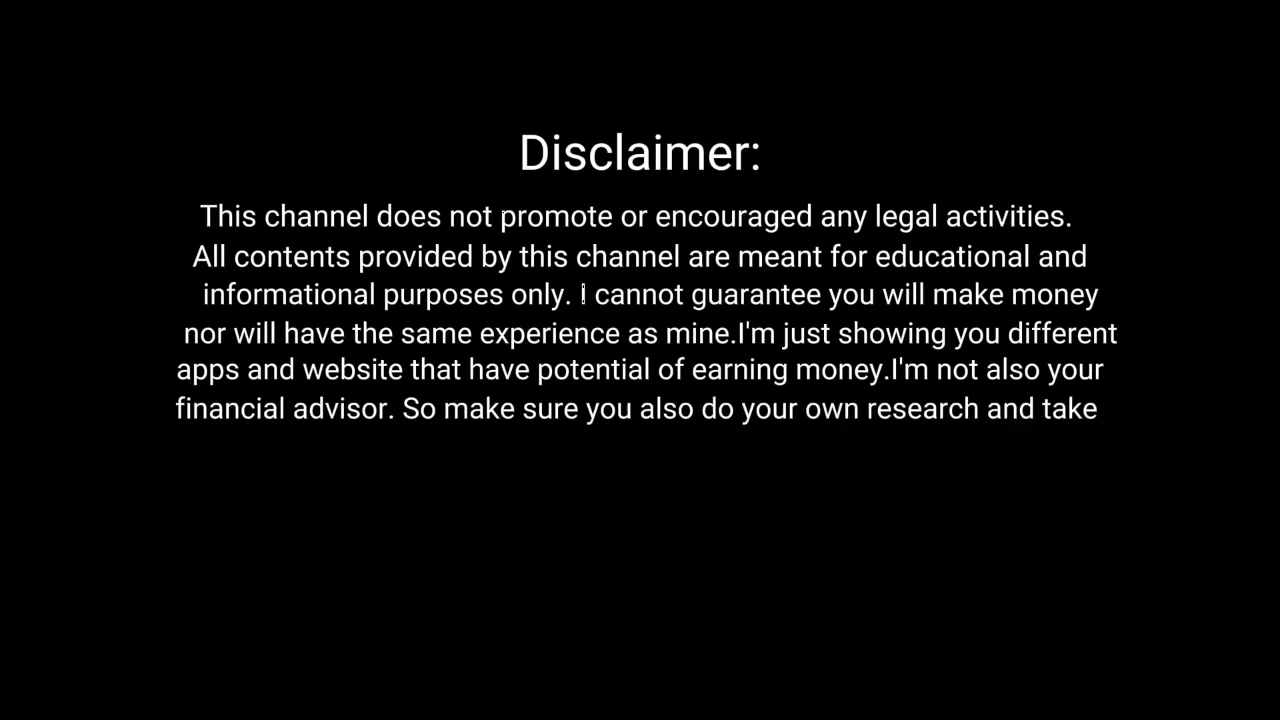 Disclaimer:
This channel does not promote or encouraged any legal activities.
All contents provided by this channel are meant for educational and
informational purposes only. I cannot guarantee you will make money
nor will have the same experience as mine.I'm just showing you different
apps and website that have potential of earning money.I'm not also your
financial advisor. So make sure you also do your own research and take